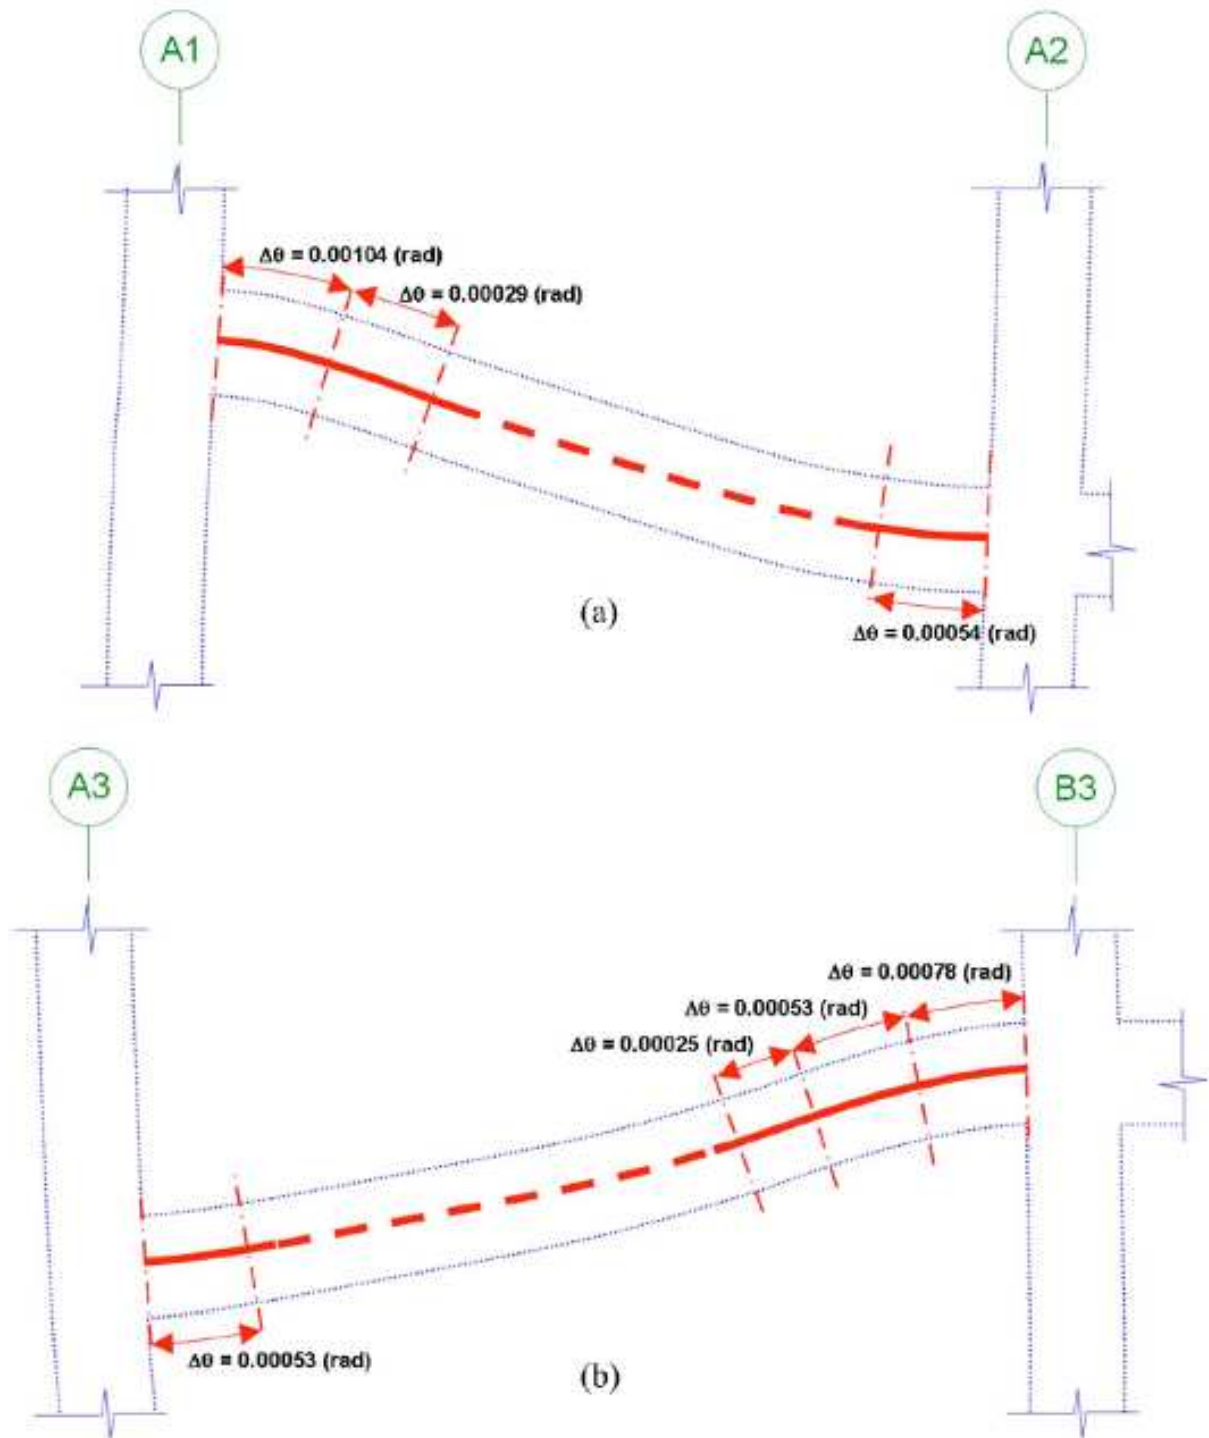 A1
A2
Δθ = 0.00104 (rad)
Δθ = 0.00029 (rad)
(a)
Δθ = 0.00054 (rad)
A3
B3
Δθ = 0.00078 (rad)
Δθ = 0.00053 (rad)
Δθ = 0.00025 (rad)
Δθ = 0.00053 (rad)
(b)